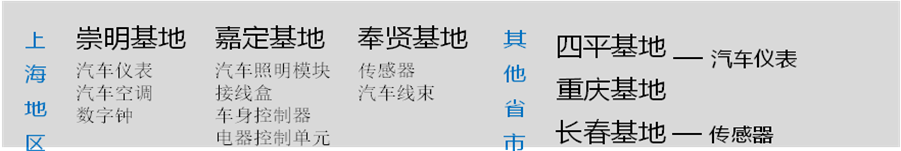 上海地区
崇明基地
汽车仪表
汽车空调
数字钟
嘉定基地
汽车照明模块
接线盒
车身控制器
电器控制单元
奉贤基地
传感器
汽车线束
其他省市
四平基地 — 汽车仪表
重庆基地
长春基地 — 传感器